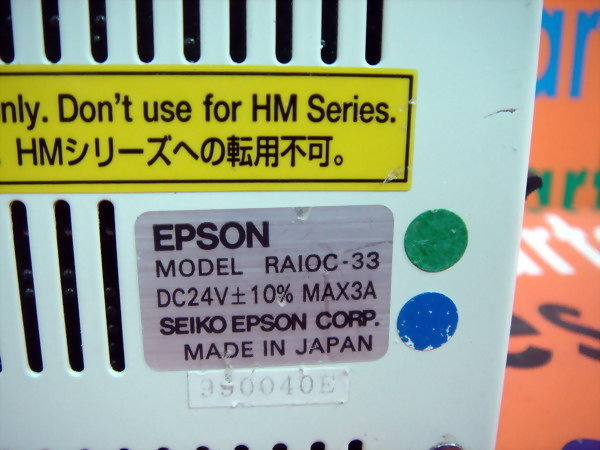 nly. Don't use for HM Series.
HMシリーズへの転用不可。
EPSON
MODEL RAIOC-33
DC24V±10% MAX3A
SEIKO EPSON CORP.
MADE IN JAPAN
990040E